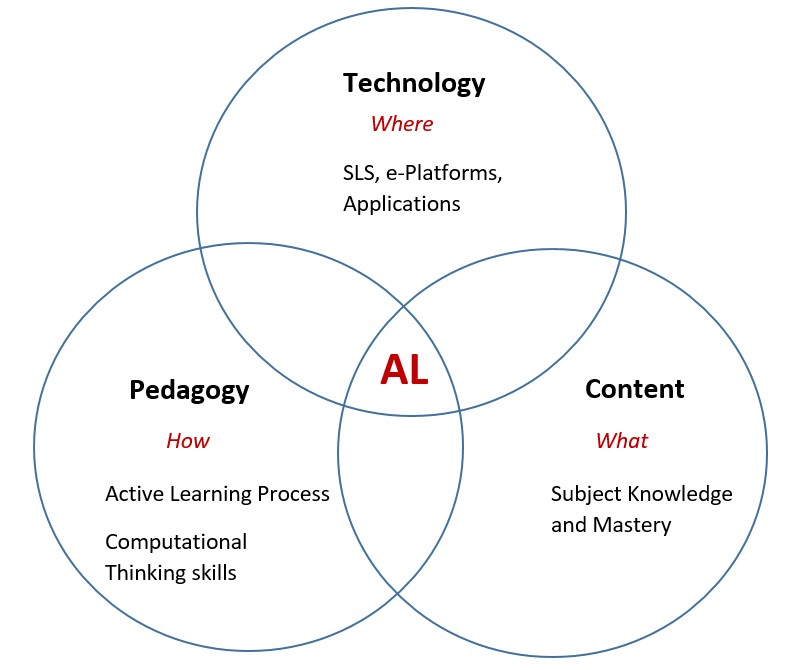 Technology
Where
SLS, e-Platforms,
Applications
AL
Pedagogy
How
Active Learning Process
Computational
Thinking skills
Content
What
Subject Knowledge
and Mastery